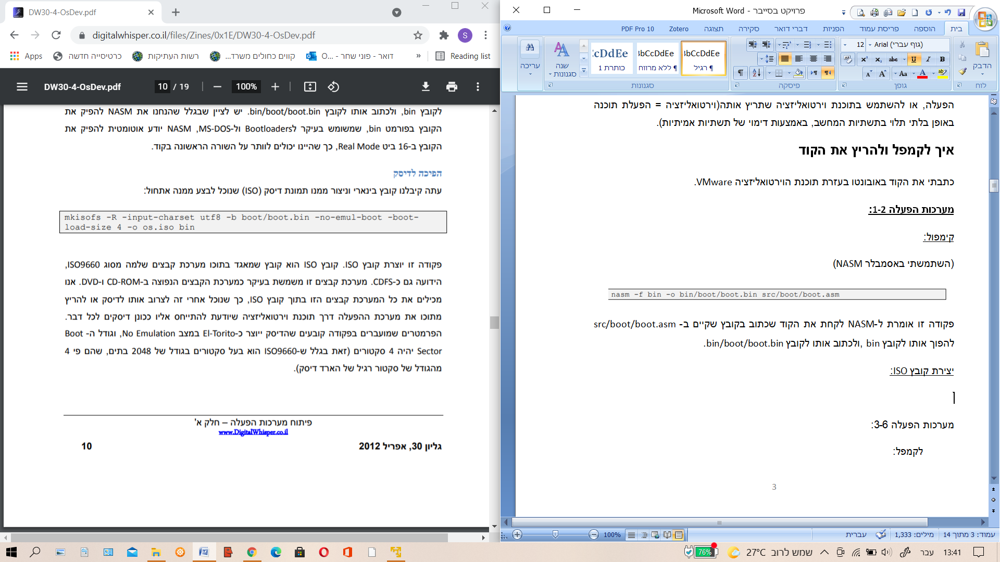 DW30-4-OsDev.pdf
digitalwhisper.co.il/files/Zines/0x1E/DW30-4-OsDev.pdf
S
Apps
כרטיסייה חדשה
רשות העתיקות
קווים כחולים משרד...
דואר - פוני שחר - O...
»
Reading list
DW30-4-OsDev.pdf
10 / 19
100%
לקובץ bin, ולכתוב אותו לקובץ bin/boot/boot.bin. יש לציין שבגלל שהנחנו את NASM להפיק את
הקובץ בפורמט bin, שמשומש בעיקר לBootloaders ול-MS-DOS, NASM יודע אוטומטית להפיק את
הקובץ ב-16 ביט Real Mode, כך שהיינו יכולים לוותר על השורה הראשונה בקוד.
הפיכה לדיסק
עתה קיבלנו קובץ בינארי וניצור ממנו תמונת דיסק (ISO) שנוכל לבצע ממנה אתחול:
mkisofs -R -input-charset utf8 -b boot/boot.bin -no-emul-boot -boot-
load-size 4 -o os.iso bin
פקודה זו יוצרת קובץ ISO. קובץ ISO הוא קובץ שמאגד בתוכו מערכת קבצים שלמה מסוג ISO9660,
הידועה גם כ-CDFS. מערכת קבצים זו משמשת בעיקר כמערכת הקבצים הנפוצה ב-CD-ROM ו-DVD. אנו
מכילים את כל המערכת קבצים הזו בתוך קובץ ISO, כך שנוכל אחרי זה לצרוב אותו לדיסק או להריץ
מתוכו את מערכת ההפעלה דרך תוכנת וירטואליזציה שיודעת להתייחס אליו ככונן דיסקים לכל דבר.
הפרמטרים שמועברים בפקודה קובעים שהדיסק ייוצר כ-El-Torito במצב No Emulation, וגודל ה- Boot
Sector יהיה 4 סקטורים (זאת בגלל ש-ISO9660 הוא בעל סקטורים בגודל של 2048 בתים, שהם פי 4
מהגודל של סקטור רגיל של הארד דיסק).
פיתוח מערכות הפעלה – חלק א'
www.DigitalWhisper.co.il
גליון 30, אפריל 2012
10
פרויקט בסייבר - Microsoft Word
בית
הוספה
פריסת עמוד
הפניות
דברי דואר
סקירה
תצוגה
Zotero
PDF Pro 10
הדבק
לוח
Arial (גוף עברי)
12
גופן
פיסקה
AaBbCcDdEe
¶ רגיל
¶ ללא מרווח
כותרת 1
שנה
סגנונות
סגנונות
עריכה
הפעלה, או להשתמש בתוכנת וירטואליזציה שתריץ אותה(וירטואליזציה = הפעלת תוכנה
באופן בלתי תלוי בתשתיות המחשב, באמצעות דימוי של תשתיות אמיתיות).
איך לקמפל ולהריץ את הקוד
כתבתי את הקוד באובונטו בעזרת תוכנת הוירטואליזציה VMware.
מערכות הפעלה 1-2:
קימפול:
(השתמשתי באסמבלר NASM)
nasm -f bin -o bin/boot/boot.bin src/boot/boot.asm
פקודה זו אומרת ל-NASM לקחת את הקוד שכתוב בקובץ שקיים ב- src/boot/boot.asm
להפוך אותו לקובץ bin ,ולכתוב אותו לקובץ bin/boot/boot.bin.
יצירת קובץ ISO:
מערכות הפעלה 3-6:
לקמפל:
3
עמוד: 3 מתוך 14
מילים: 1,333
עברית
100%
76%
27°C
שמש לרוב
עבר
13:41